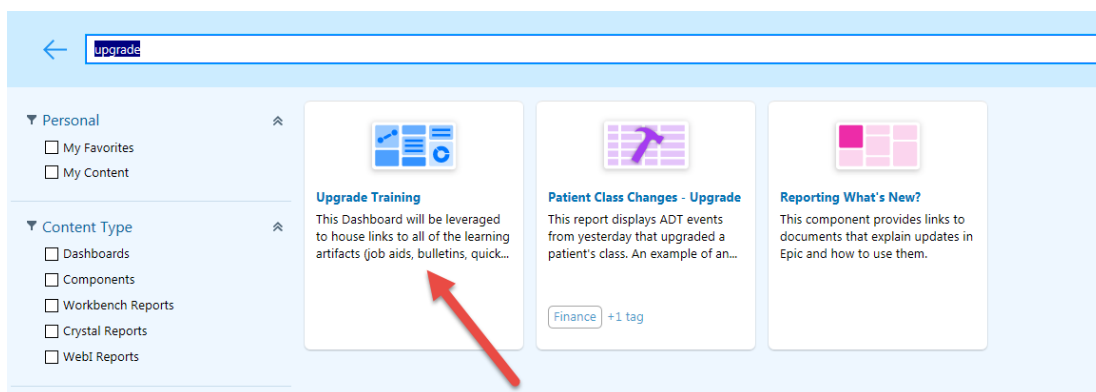 upgrade
Personal
My Favorites
My Content
Content Type
Dashboards
Components
Workbench Reports
Crystal Reports
WebI Reports
Upgrade Training
This Dashboard will be leveraged
to house links to all of the learning
artifacts (job aids, bulletins, quick...
Patient Class Changes - Upgrade
This report displays ADT events
from yesterday that upgraded a
patient's class. An example of an...
Finance +1 tag
Reporting What's New?
This component provides links to
documents that explain updates in
Epic and how to use them.